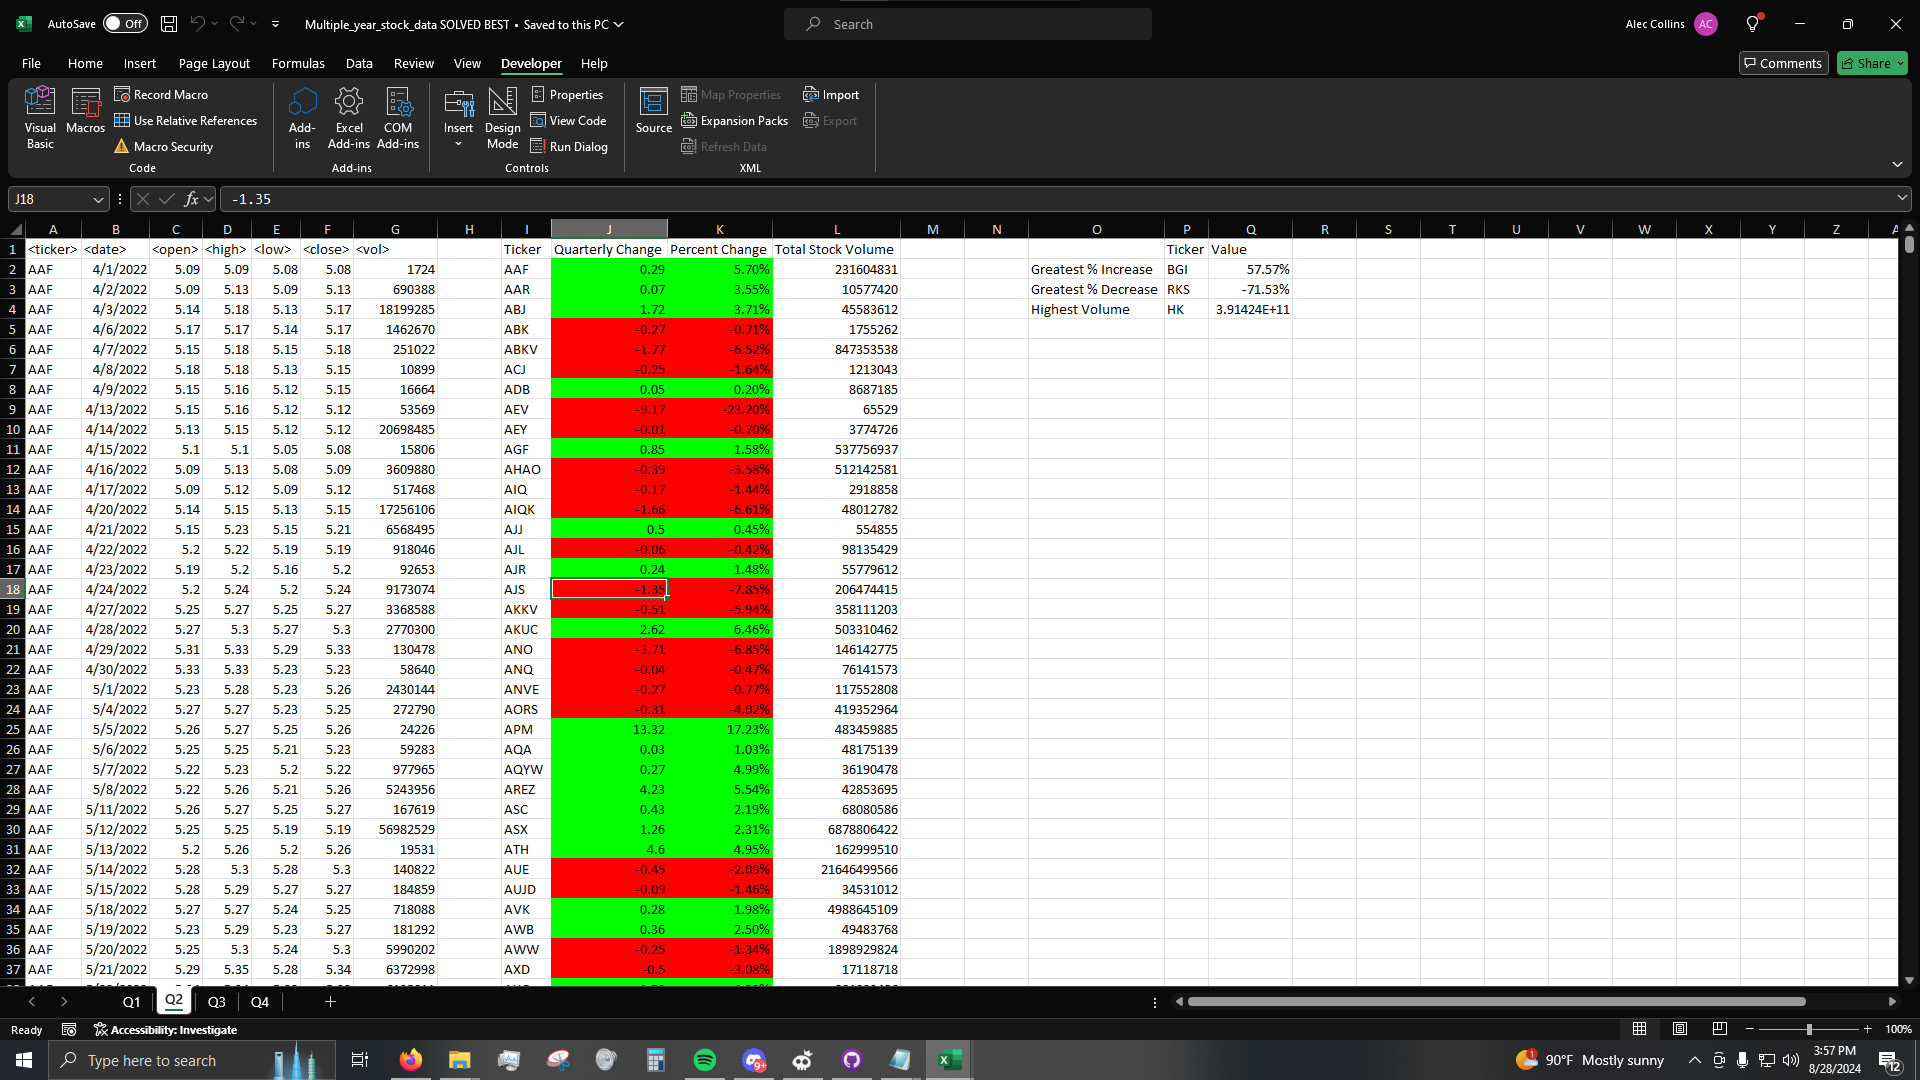 AutoSave Off Multiple_year_stock_data SOLVED BEST • Saved to this PC Search Alec Collins AC
File Home Insert Page Layout Formulas Data Review View Developer Help Comments Share
Visual Basic Macros Record Macro Use Relative References Macro Security Code
Add-ins Excel Add-ins COM Add-ins Add-ins
Insert Design Mode Properties View Code Run Dialog Controls
Source Map Properties Expansion Packs Refresh Data Import Export XML
J18 fx -1.35
A B C D E F G H I J K L M N O P Q R S T U V W X Y Z
1 <ticker> <date> <open> <high> <low> <close> <vol> Ticker Quarterly Change Percent Change Total Stock Volume Ticker Value
2 AAF 4/1/2022 5.09 5.09 5.08 5.08 1724 AAF 0.29 5.70% 231604831 Greatest % Increase BGI 57.57%
3 AAF 4/2/2022 5.09 5.13 5.09 5.13 690388 AAR 0.07 3.55% 10577420 Greatest % Decrease RKS -71.53%
4 AAF 4/3/2022 5.14 5.18 5.13 5.17 18199285 ABJ 1.72 3.71% 45583612 Highest Volume HK 3.91424E+11
5 AAF 4/6/2022 5.17 5.17 5.14 5.17 1462670 ABK -0.27 -0.71% 1755262
6 AAF 4/7/2022 5.15 5.18 5.15 5.18 251022 ABKV -1.77 -6.52% 847353538
7 AAF 4/8/2022 5.18 5.18 5.13 5.15 10899 ACJ -0.25 -1.64% 1213043
8 AAF 4/9/2022 5.15 5.16 5.12 5.15 16664 ADB 0.05 0.20% 8687185
9 AAF 4/13/2022 5.15 5.16 5.12 5.12 53569 AEV -9.17 -23.20% 65529
10 AAF 4/14/2022 5.13 5.15 5.12 5.12 20698485 AEY -0.01 -0.70% 3774726
11 AAF 4/15/2022 5.1 5.1 5.05 5.08 15806 AGF 0.85 1.58% 537756937
12 AAF 4/16/2022 5.09 5.13 5.08 5.09 3609880 AHAO -0.39 -3.58% 512142581
13 AAF 4/17/2022 5.09 5.12 5.09 5.12 517468 AIQ -0.17 -1.44% 2918858
14 AAF 4/20/2022 5.14 5.15 5.13 5.15 17256106 AIQK -1.66 -6.61% 48012782
15 AAF 4/21/2022 5.15 5.23 5.15 5.21 6568495 AJJ 0.5 0.45% 554855
16 AAF 4/22/2022 5.2 5.22 5.19 5.19 918046 AJL -0.06 -0.42% 98135429
17 AAF 4/23/2022 5.19 5.2 5.16 5.2 92653 AJR 0.24 1.48% 55779612
18 AAF 4/24/2022 5.2 5.24 5.2 5.24 9173074 AJS -1.35 -7.85% 206474415
19 AAF 4/27/2022 5.25 5.27 5.25 5.27 3368588 AKKV -0.51 -5.94% 358111203
20 AAF 4/28/2022 5.27 5.3 5.27 5.3 2770300 AKUC 2.62 6.46% 503310462
21 AAF 4/29/2022 5.31 5.33 5.29 5.33 130478 ANO -3.71 -6.85% 146142775
22 AAF 4/30/2022 5.33 5.33 5.23 5.23 58640 ANQ -0.04 -0.47% 76141573
23 AAF 5/1/2022 5.23 5.28 5.23 5.26 2430144 ANVE -0.27 -0.77% 117552808
24 AAF 5/4/2022 5.27 5.27 5.23 5.25 272790 AORS -0.31 -4.02% 419352964
25 AAF 5/5/2022 5.26 5.27 5.25 5.26 24226 APM 13.32 17.23% 483459885
26 AAF 5/6/2022 5.25 5.25 5.21 5.23 59283 AQA 0.03 1.03% 48175139
27 AAF 5/7/2022 5.22 5.23 5.2 5.22 977965 AQYW 0.27 4.99% 36190478
28 AAF 5/8/2022 5.22 5.26 5.21 5.26 5243956 AREZ 4.23 5.54% 42853695
29 AAF 5/11/2022 5.26 5.27 5.25 5.27 167619 ASC 0.43 2.19% 68080586
30 AAF 5/12/2022 5.25 5.25 5.19 5.19 56982529 ASX 1.26 2.31% 6878806422
31 AAF 5/13/2022 5.2 5.26 5.2 5.26 19531 ATH 4.6 4.95% 162999510
32 AAF 5/14/2022 5.28 5.3 5.28 5.3 140822 AUE -0.45 -2.09% 21646499566
33 AAF 5/15/2022 5.28 5.29 5.27 5.27 184859 AUJD -0.09 -1.46% 34531012
34 AAF 5/18/2022 5.27 5.27 5.24 5.25 718088 AVK 0.28 1.98% 4988645109
35 AAF 5/19/2022 5.23 5.29 5.23 5.27 181292 AWB 0.36 2.50% 49483768
36 AAF 5/20/2022 5.25 5.3 5.24 5.3 5990202 AWW -0.25 -1.34% 1898929824
37 AAF 5/21/2022 5.29 5.35 5.28 5.34 6372998 AXD -0.5 -3.08% 17118718
Q1 Q2 Q3 Q4
Ready Accessibility: Investigate 100%
Type here to search 90°F Mostly sunny 3:57 PM
8/28/2024 12